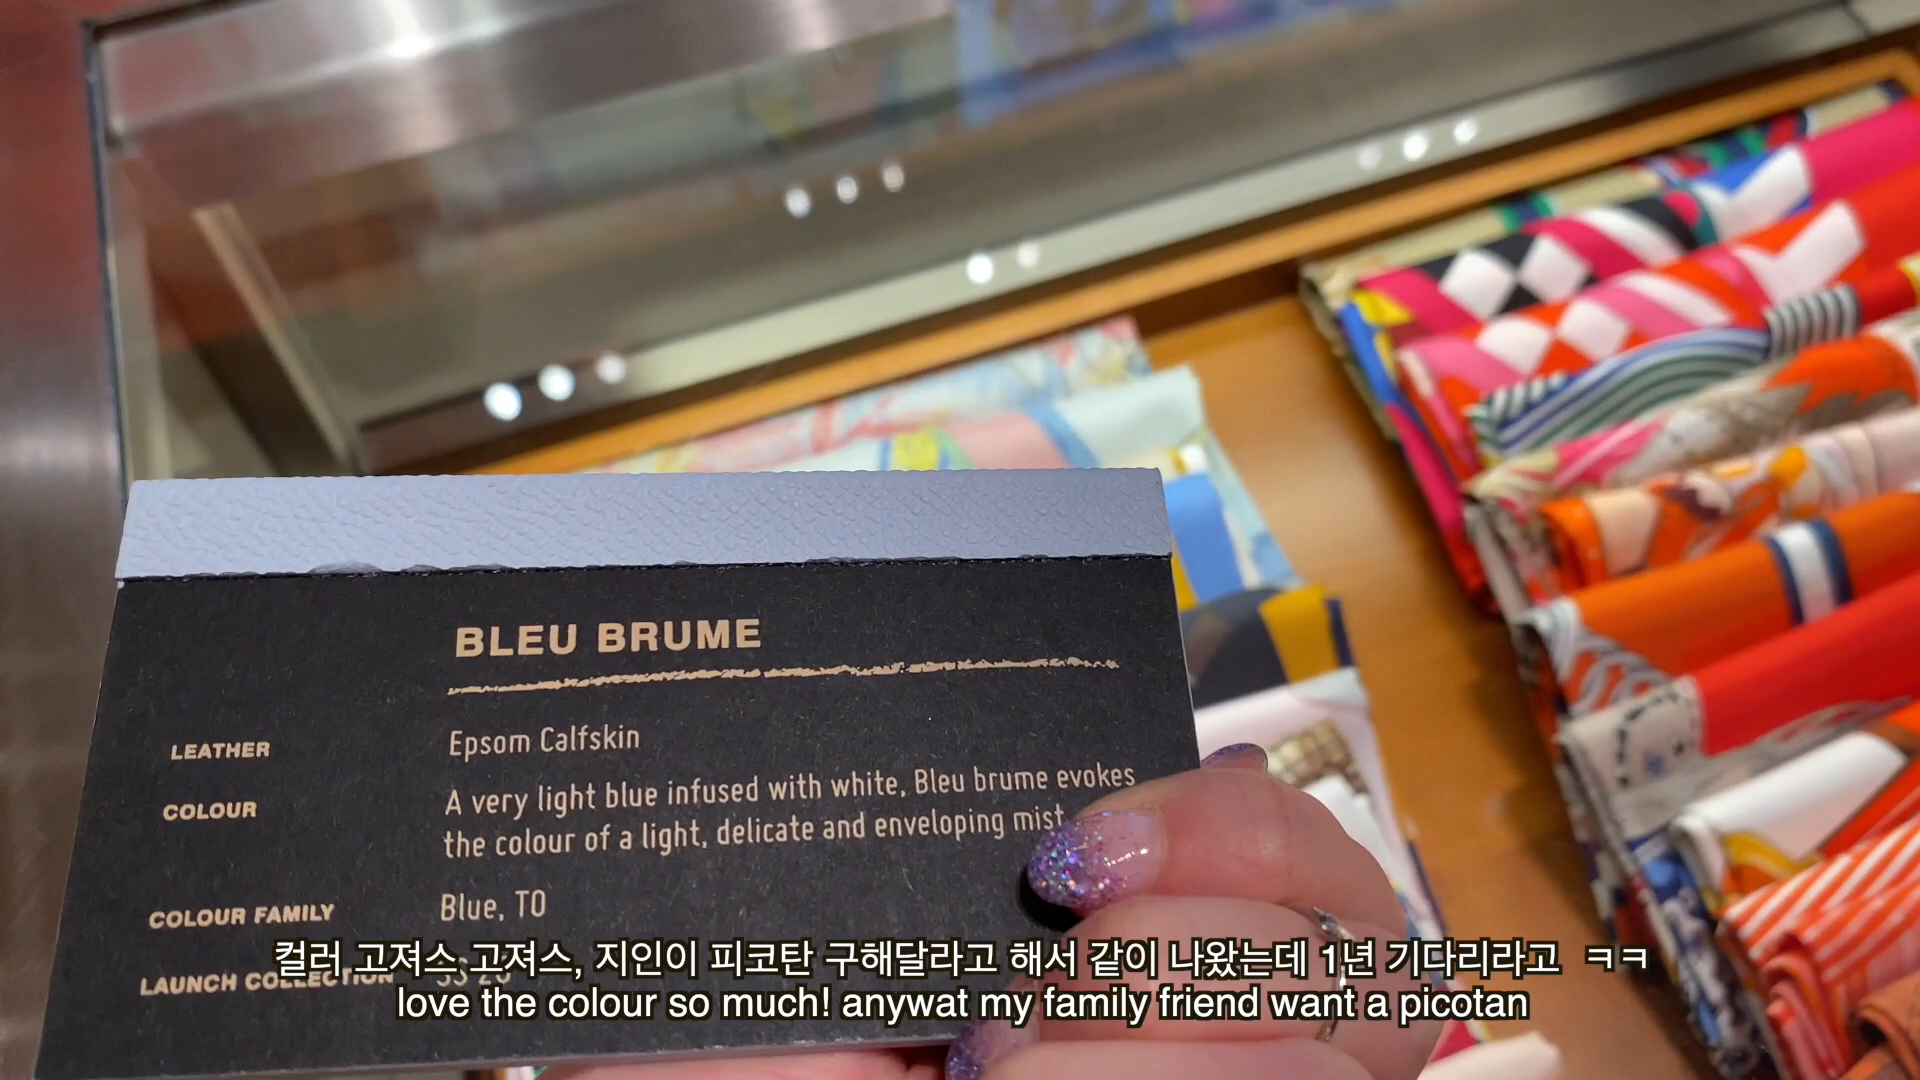 BLEU BRUME
LEATHER Epsom Calfskin
COLOUR A very light blue infused with white, Bleu brume evokes
the colour of a light, delicate and enveloping mist
COLOUR FAMILY Blue, TO
LAUNCH COLLECTION
컬러 고져스 고져스, 지인이 피코탄 구해달라고 해서 같이 나왔는데 1년 기다리라고 ㅋㅋ
love the colour so much! anywat my family friend want a picotan